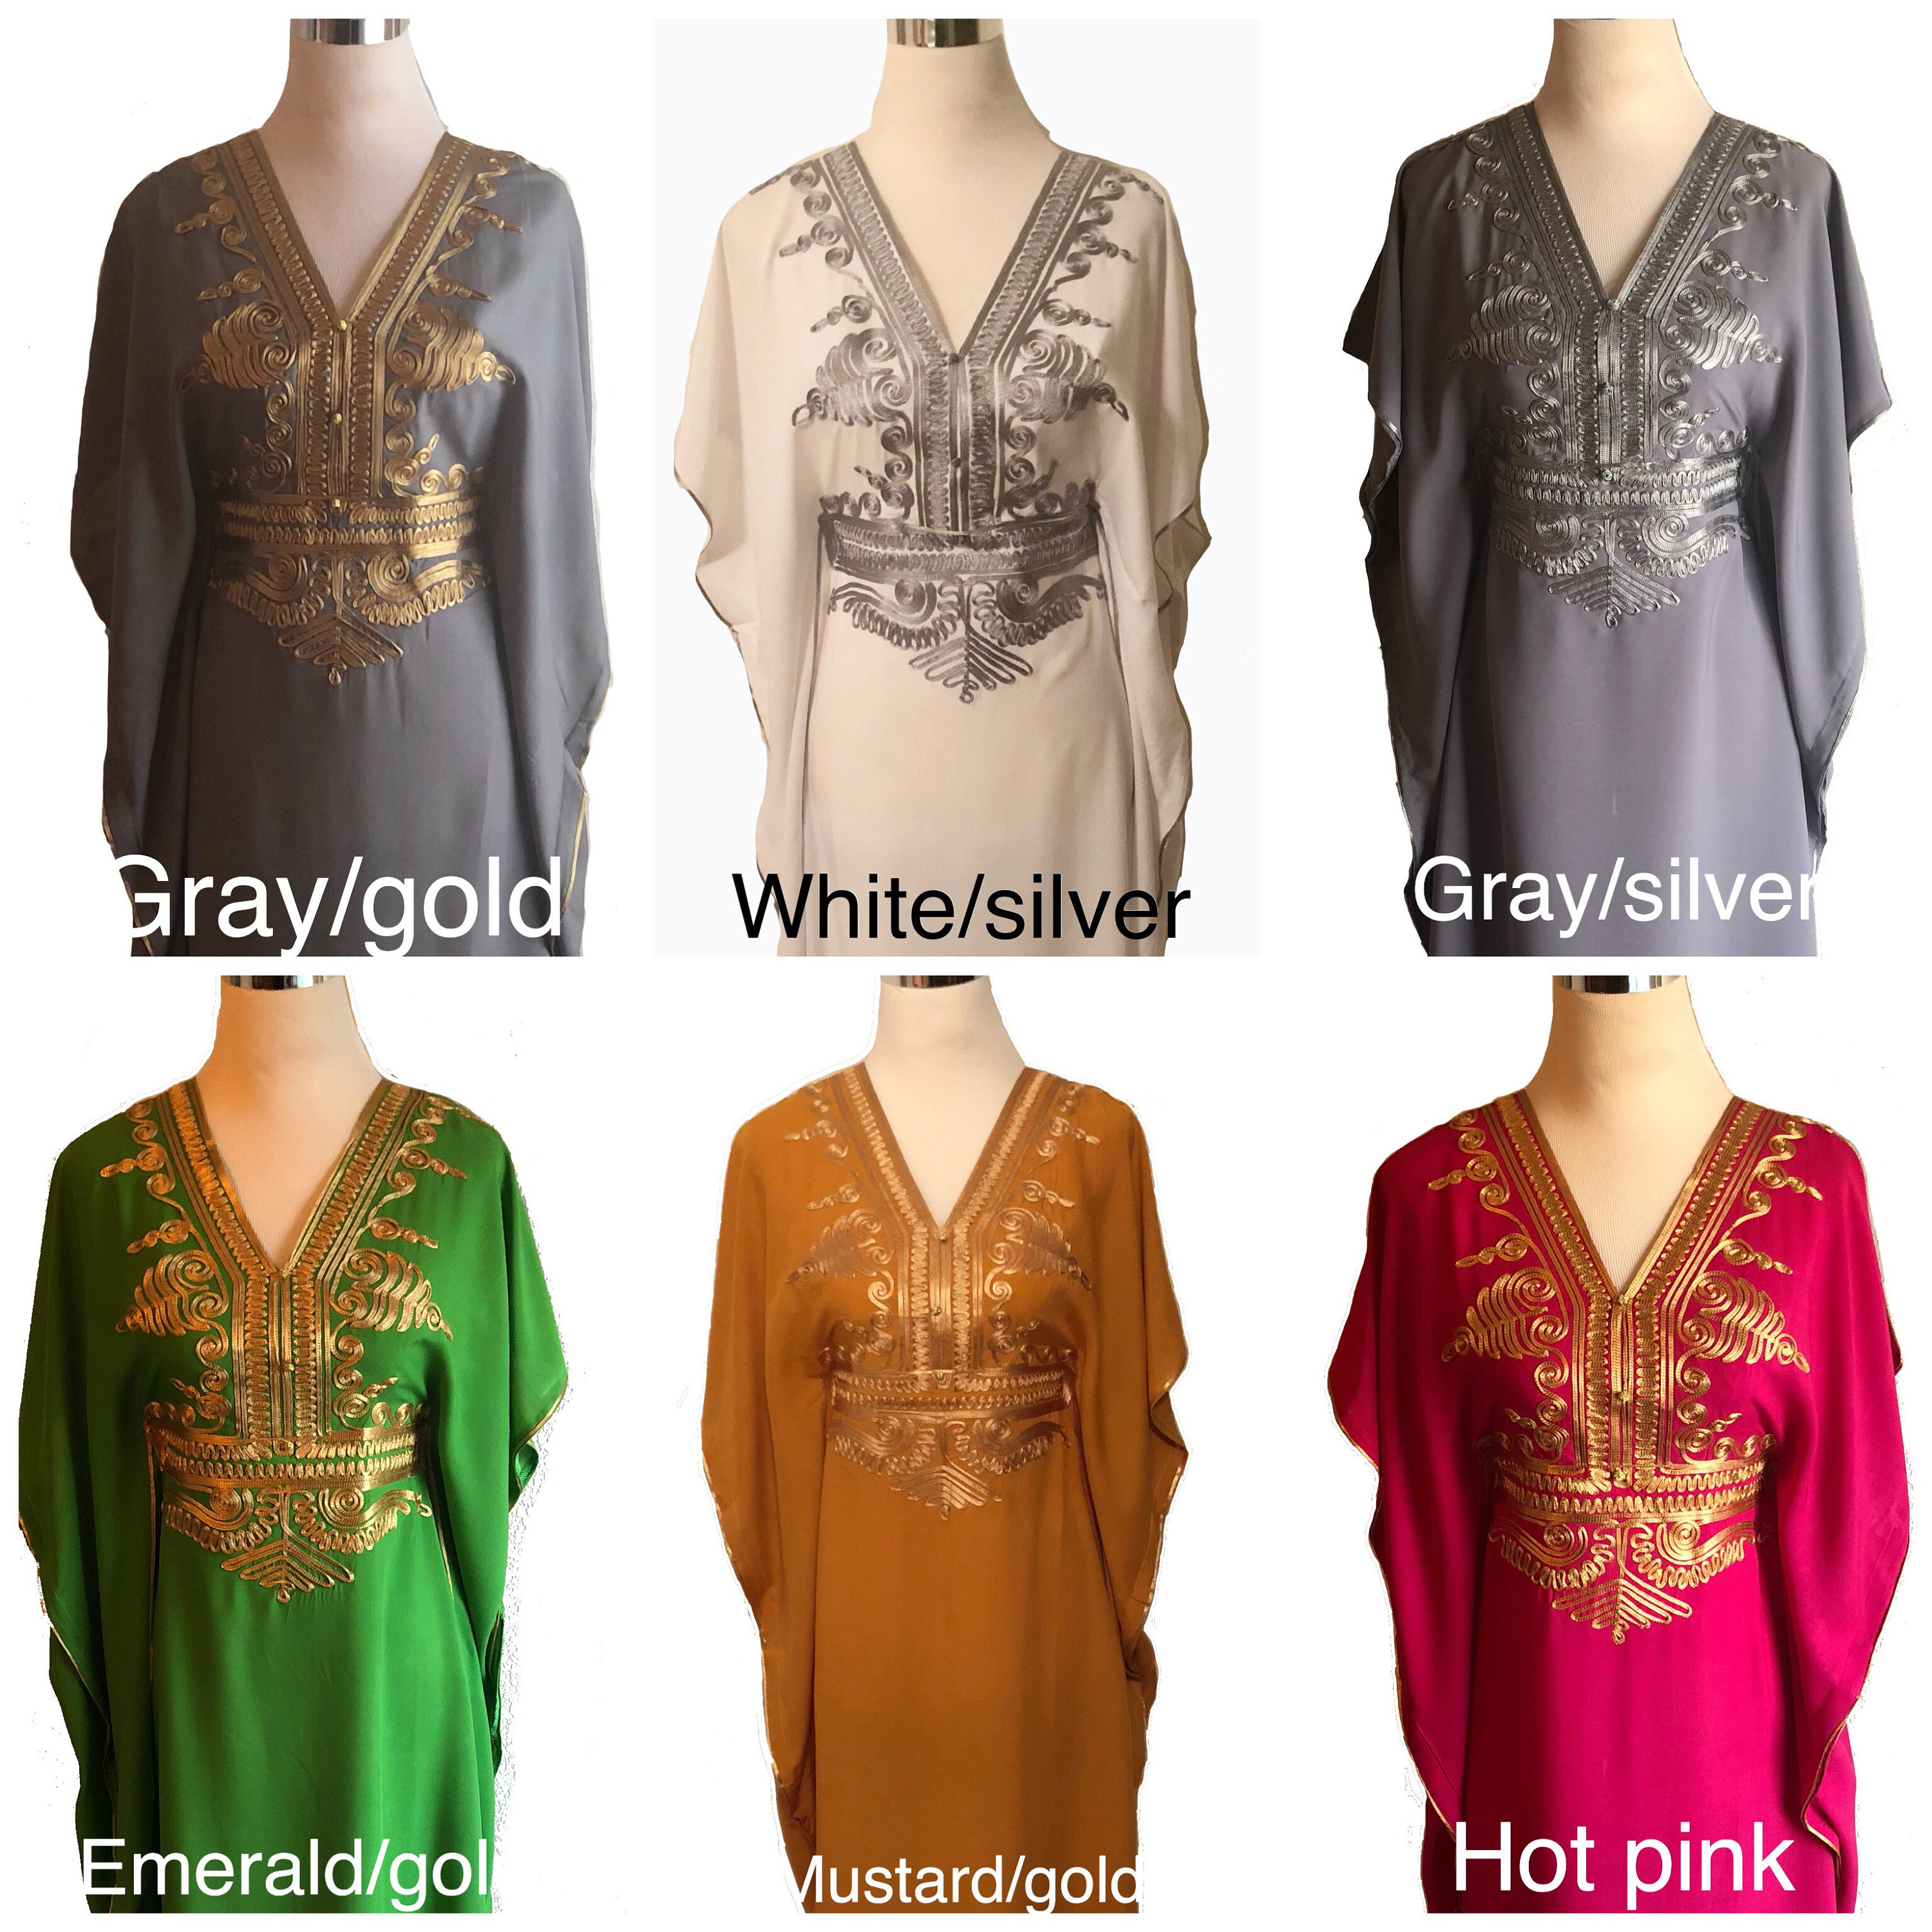 Gray/gold
White/silver
Gray/silver
Emerald/gol
Mustard/gold
Hot pink